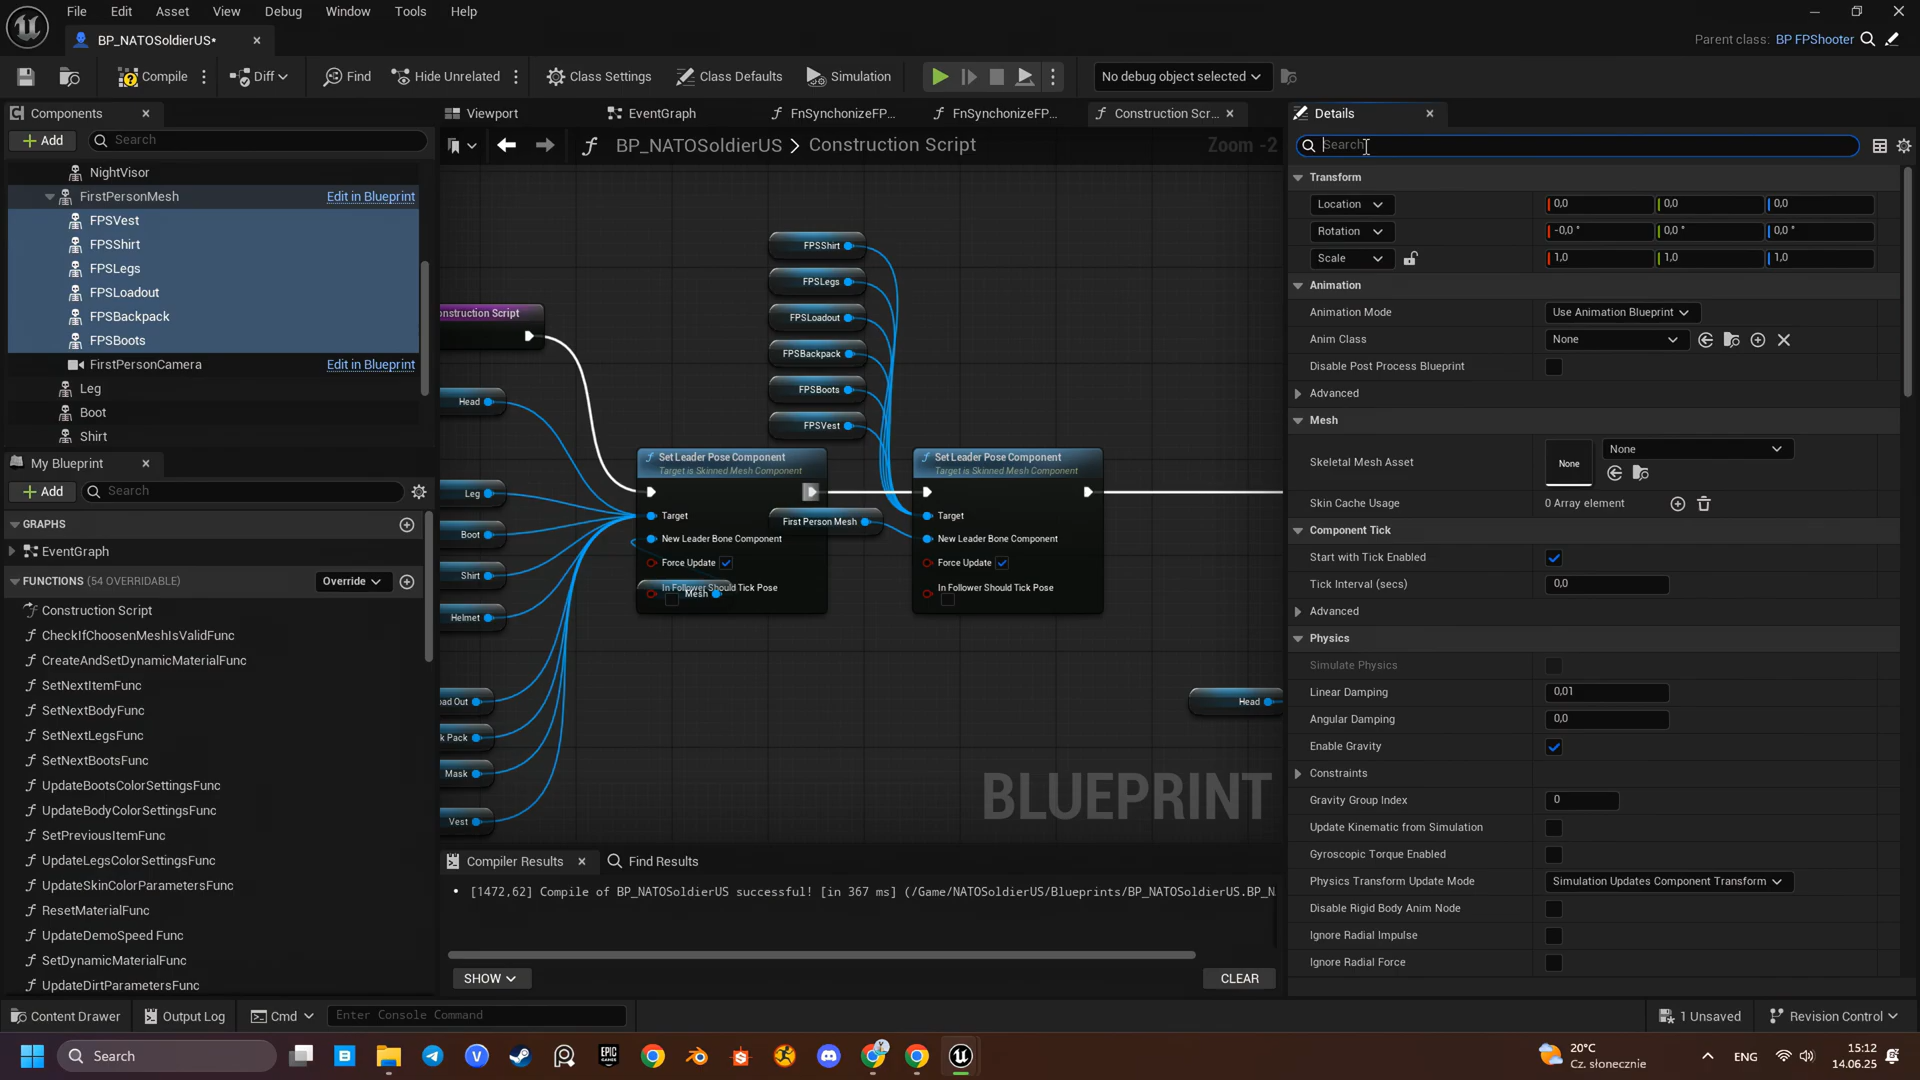 File Edit Asset View Debug Window Tools Help
BP_NATOSoldierUS*
Parent class: BP FPShooter
Compile Diff Find Hide Unrelated Class Settings Class Defaults Simulation No debug object selected
Components
Add Search
NightVisor
FirstPersonMesh Edit in Blueprint
FPSVest
FPSShirt
FPSLegs
FPSLoadout
FPSBackpack
FPSBoots
FirstPersonCamera Edit in Blueprint
Leg
Boot
Shirt
My Blueprint
Add Search
GRAPHS
EventGraph
FUNCTIONS (54 OVERRIDABLE) Override
Construction Script
CheckIfChoosenMeshIsValidFunc
CreateAndSetDynamicMaterialFunc
SetNextItemFunc
SetNextBodyFunc
SetNextLegsFunc
SetNextBootsFunc
UpdateBootsColorSettingsFunc
UpdateBodyColorSettingsFunc
SetPreviousItemFunc
UpdateLegsColorSettingsFunc
UpdateSkinColorParametersFunc
ResetMaterialFunc
UpdateDemoSpeed Func
SetDynamicMaterialFunc
UpdateDirtParametersFunc
Viewport EventGraph FnSynchonizeFP... FnSynchonizeFP... Construction Scr...
BP_NATOSoldierUS > Construction Script Zoom -2
onstruction Script
FPSShirt
FPSLegs
FPSLoadout
FPSBackpack
FPSBoots
FPSVest
Head
Leg
Boot
Shirt
Helmet
oad Out
k Pack
Mask
Vest
Set Leader Pose Component
Target is Skinned Mesh Component
Target
New Leader Bone Component
Force Update
In Follower Should Tick Pose
Mesh
First Person Mesh
Set Leader Pose Component
Target is Skinned Mesh Component
Target
New Leader Bone Component
Force Update
In Follower Should Tick Pose
Head
BLUEPRINT
Compiler Results Find Results
• [1472,62] Compile of BP_NATOSoldierUS successful! [in 367 ms] (/Game/NATOSoldierUS/Blueprints/BP_NATOSoldierUS.BP_N
SHOW CLEAR
Details
Search
Transform
Location 0,0 0,0 0,0
Rotation -0,0 ° 0,0 ° 0,0 °
Scale 1,0 1,0 1,0
Animation
Animation Mode Use Animation Blueprint
Anim Class None
Disable Post Process Blueprint
Advanced
Mesh
Skeletal Mesh Asset None None
Skin Cache Usage 0 Array element
Component Tick
Start with Tick Enabled
Tick Interval (secs) 0,0
Advanced
Physics
Simulate Physics
Linear Damping 0,01
Angular Damping 0,0
Enable Gravity
Constraints
Gravity Group Index 0
Update Kinematic from Simulation
Gyroscopic Torque Enabled
Physics Transform Update Mode Simulation Updates Component Transform
Disable Rigid Body Anim Node
Ignore Radial Impulse
Ignore Radial Force
Content Drawer Output Log Cmd Enter Console Command 1 Unsaved Revision Control
Search 20°C Cz. słonecznie ENG 15:12 14.06.25